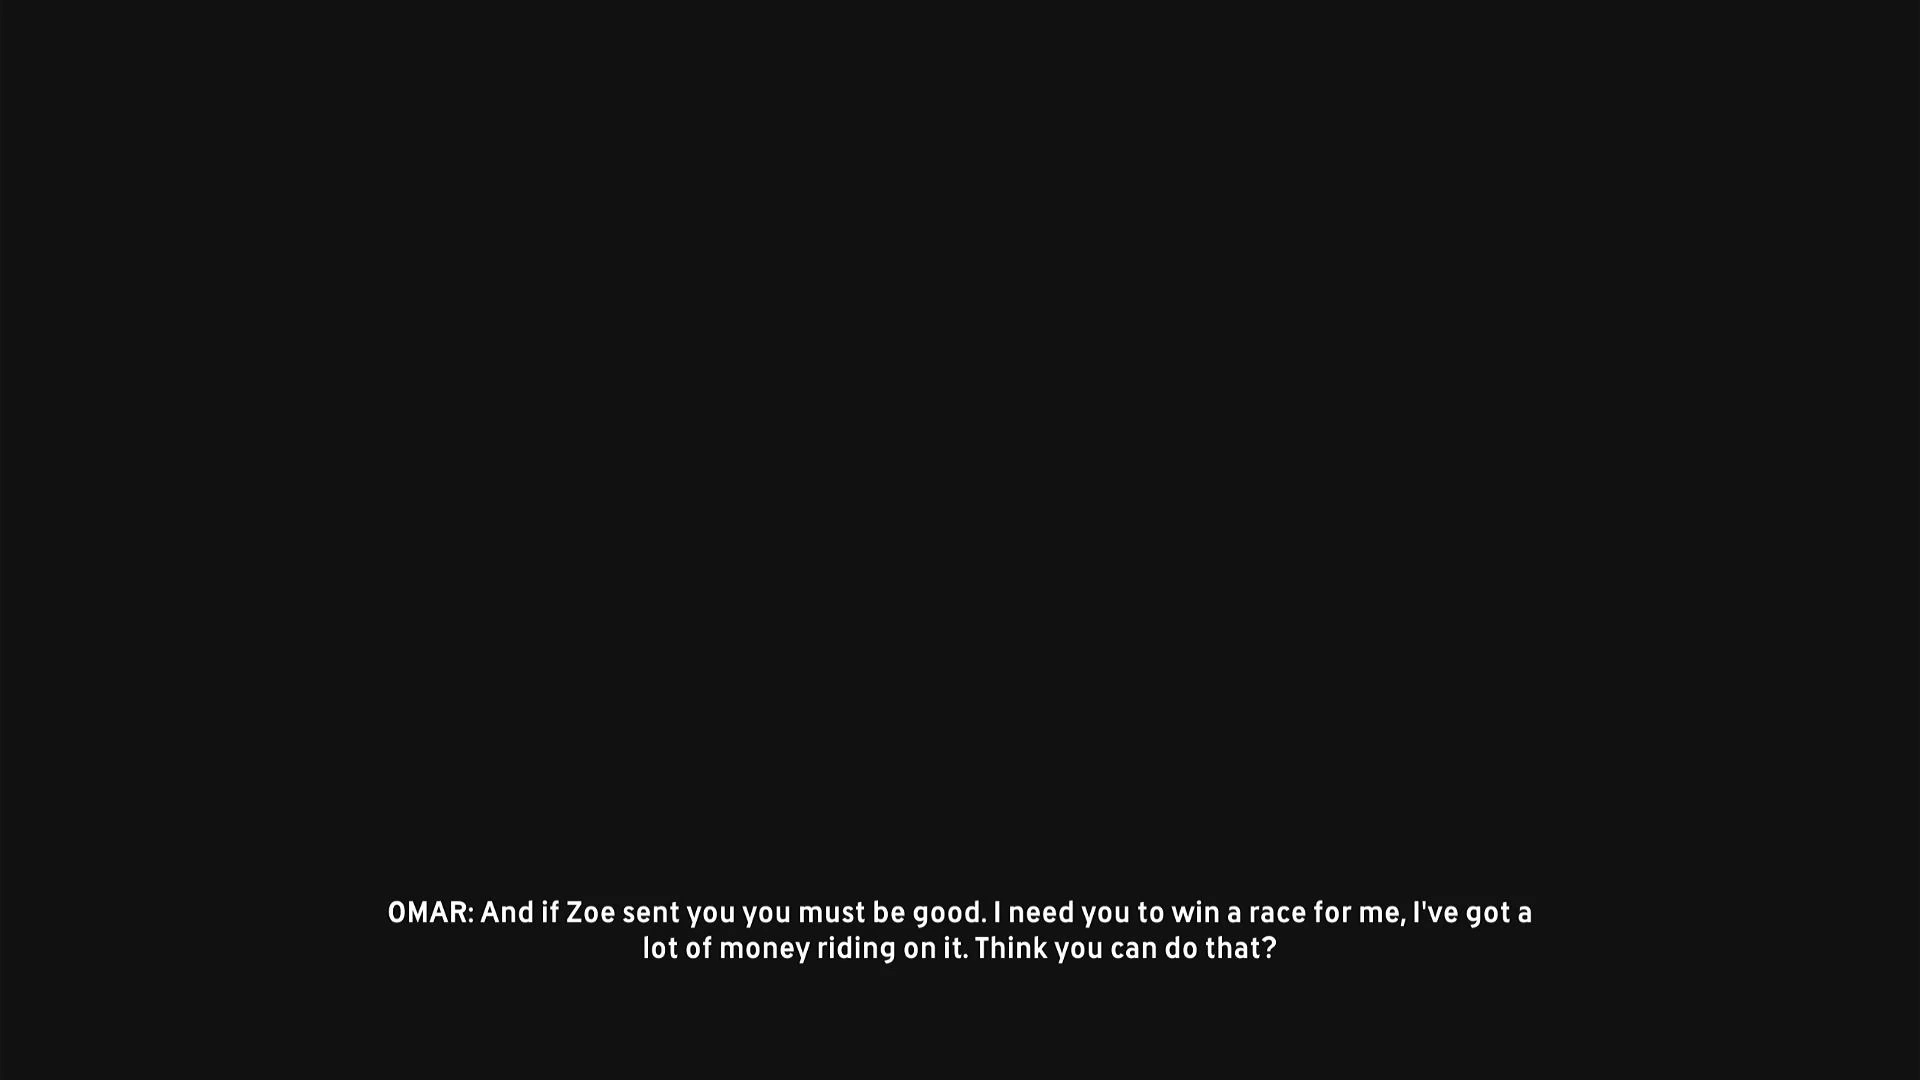 OMAR: And if Zoe sent you you must be good. I need you to win a race for me, I've got a
lot of money riding on it. Think you can do that?